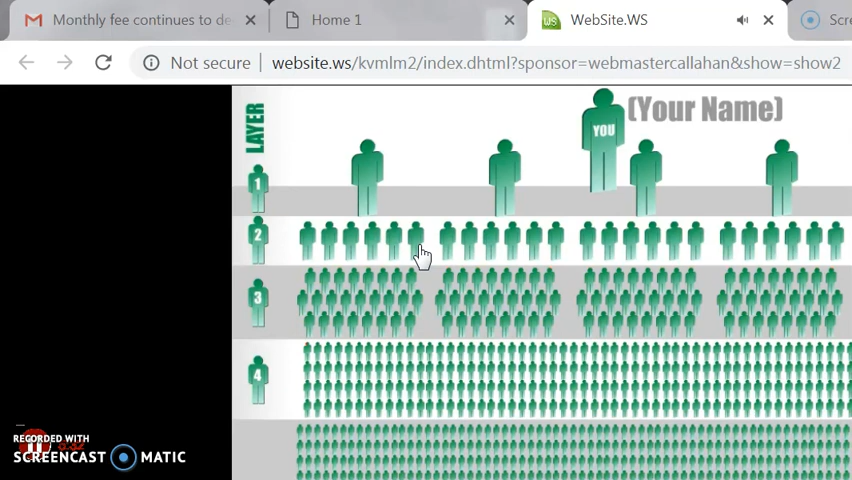 Monthly fee continues to de
Home 1
WebSite.WS
Scre
Not secure
website.ws/kvmlm2/index.dhtml?sponsor=webmastercallahan&show=show2
LAYER
YOU
(Your Name)
1
2
3
4
RECORDED WITH
SCREENCAST MATIC